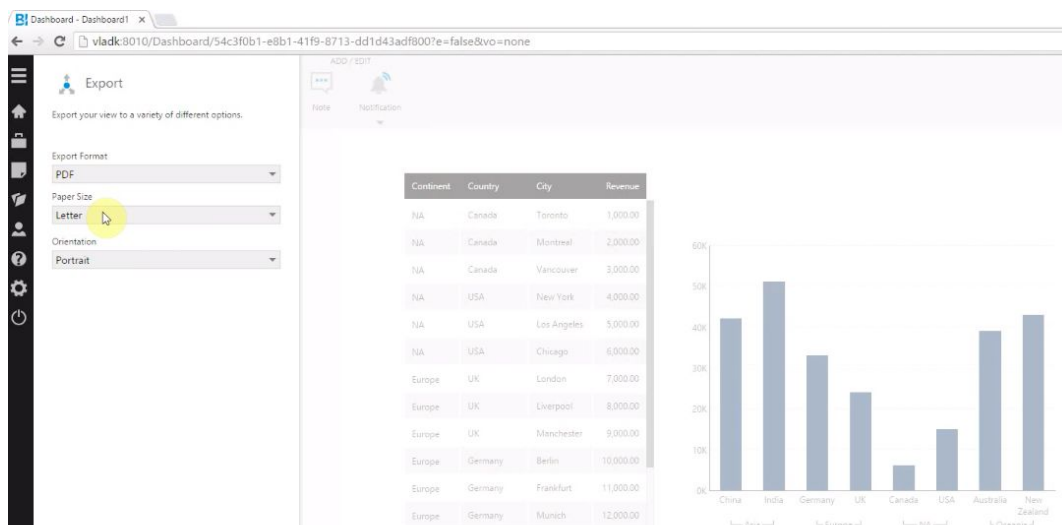 B! Dashboard - Dashboard1 ×
vladk:8010/Dashboard/54c3f0b1-e8b1-41f9-8713-dd1d43adf800?e=false&vo=none
Export
Export your view to a variety of different options.
Export Format
PDF
Paper Size
Letter
Orientation
Portrait
ADD / EDIT
Note Notification
Continent Country City Revenue
NA Canada Toronto 1,000.00
NA Canada Montreal 2,000.00
NA Canada Vancouver 3,000.00
NA USA New York 4,000.00
NA USA Los Angeles 5,000.00
NA USA Chicago 6,000.00
Europe UK London 7,000.00
Europe UK Liverpool 8,000.00
Europe UK Manchester 9,000.00
Europe Germany Berlin 10,000.00
Europe Germany Frankfurt 11,000.00
Europe Germany Munich 12,000.00
60K
50K
40K
30K
20K
10K
0K
China India Germany UK Canada USA Australia New Zealand